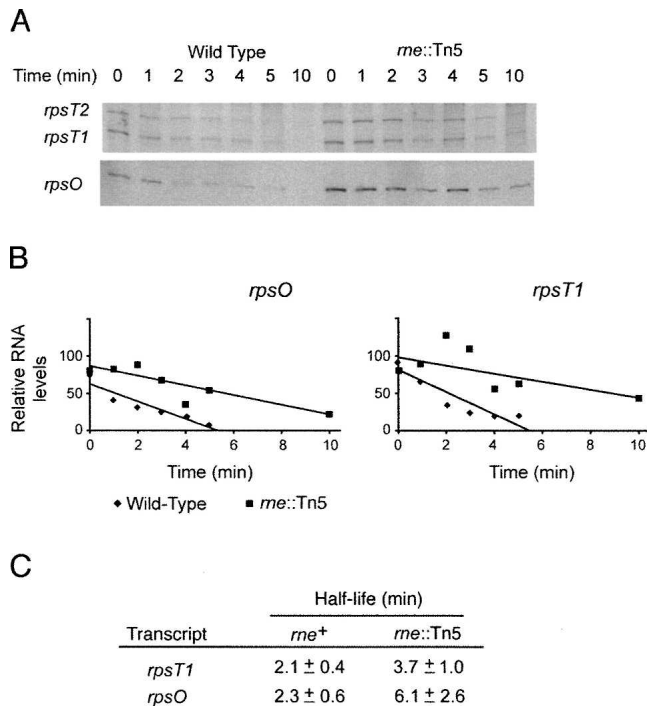 A
Wild Type rne::Tn5
Time (min) 0 1 2 3 4 5 10 0 1 2 3 4 5 10
rpsT2
rpsT1
rpsO
B
rpsO rpsT1
Relative RNA levels
100
50
0
0 2 4 6 8 10
Time (min)
100
50
0
0 2 4 6 8 10
Time (min)
Wild-Type rne::Tn5
C
Half-life (min)
Transcript rne+ rne::Tn5
rpsT1 2.1 ± 0.4 3.7 ± 1.0
rpsO 2.3 ± 0.6 6.1 ± 2.6